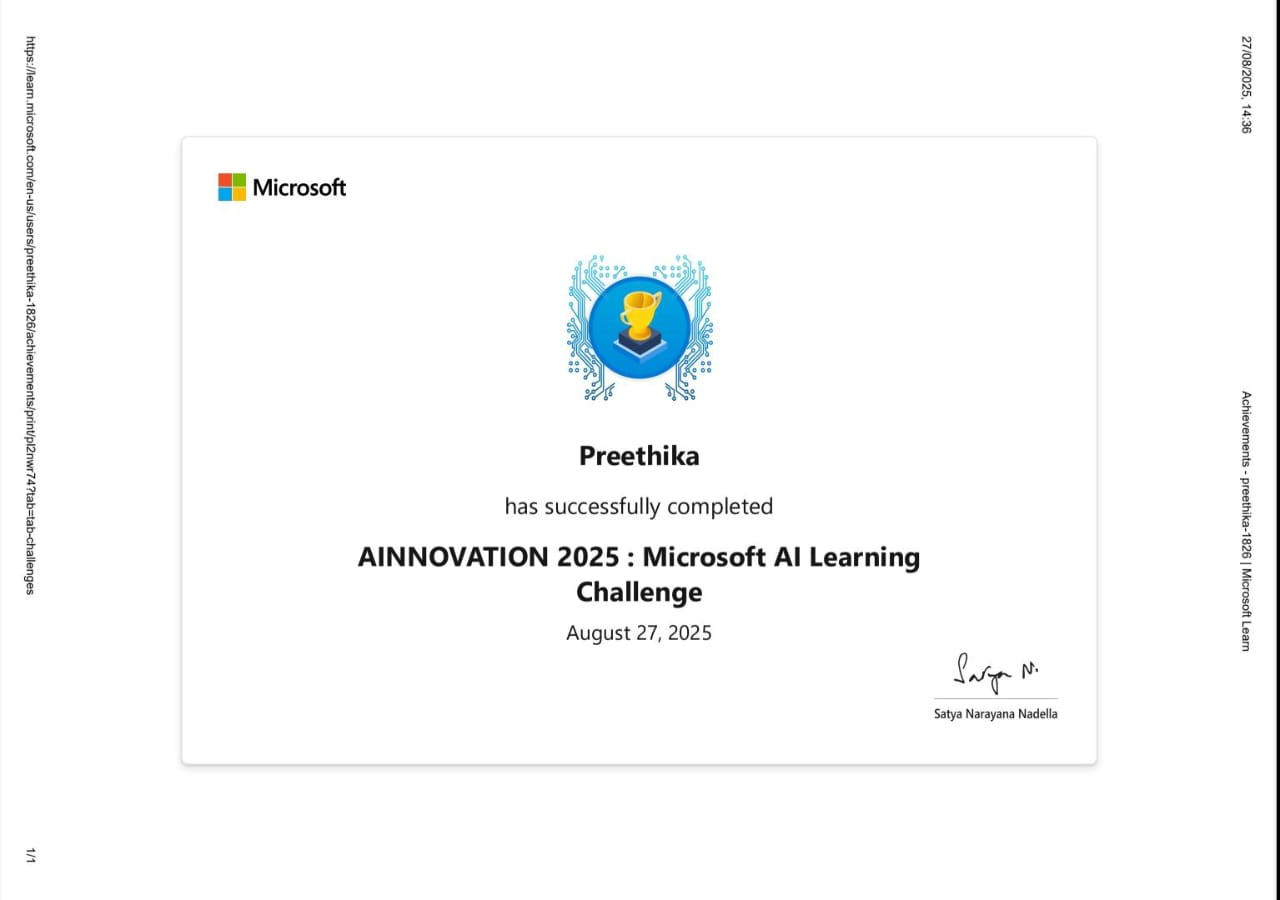 https://learn.microsoft.com/en-us/users/preethika-1826/achievements/print/pl2nwr74?tab=tab-challenges
1/1
27/08/2025, 14:36
Achievements - preethika-1826 | Microsoft Learn
Microsoft
Preethika
has successfully completed
AINNOVATION 2025 : Microsoft AI Learning
Challenge
August 27, 2025
Satya N.
Satya Narayana Nadella